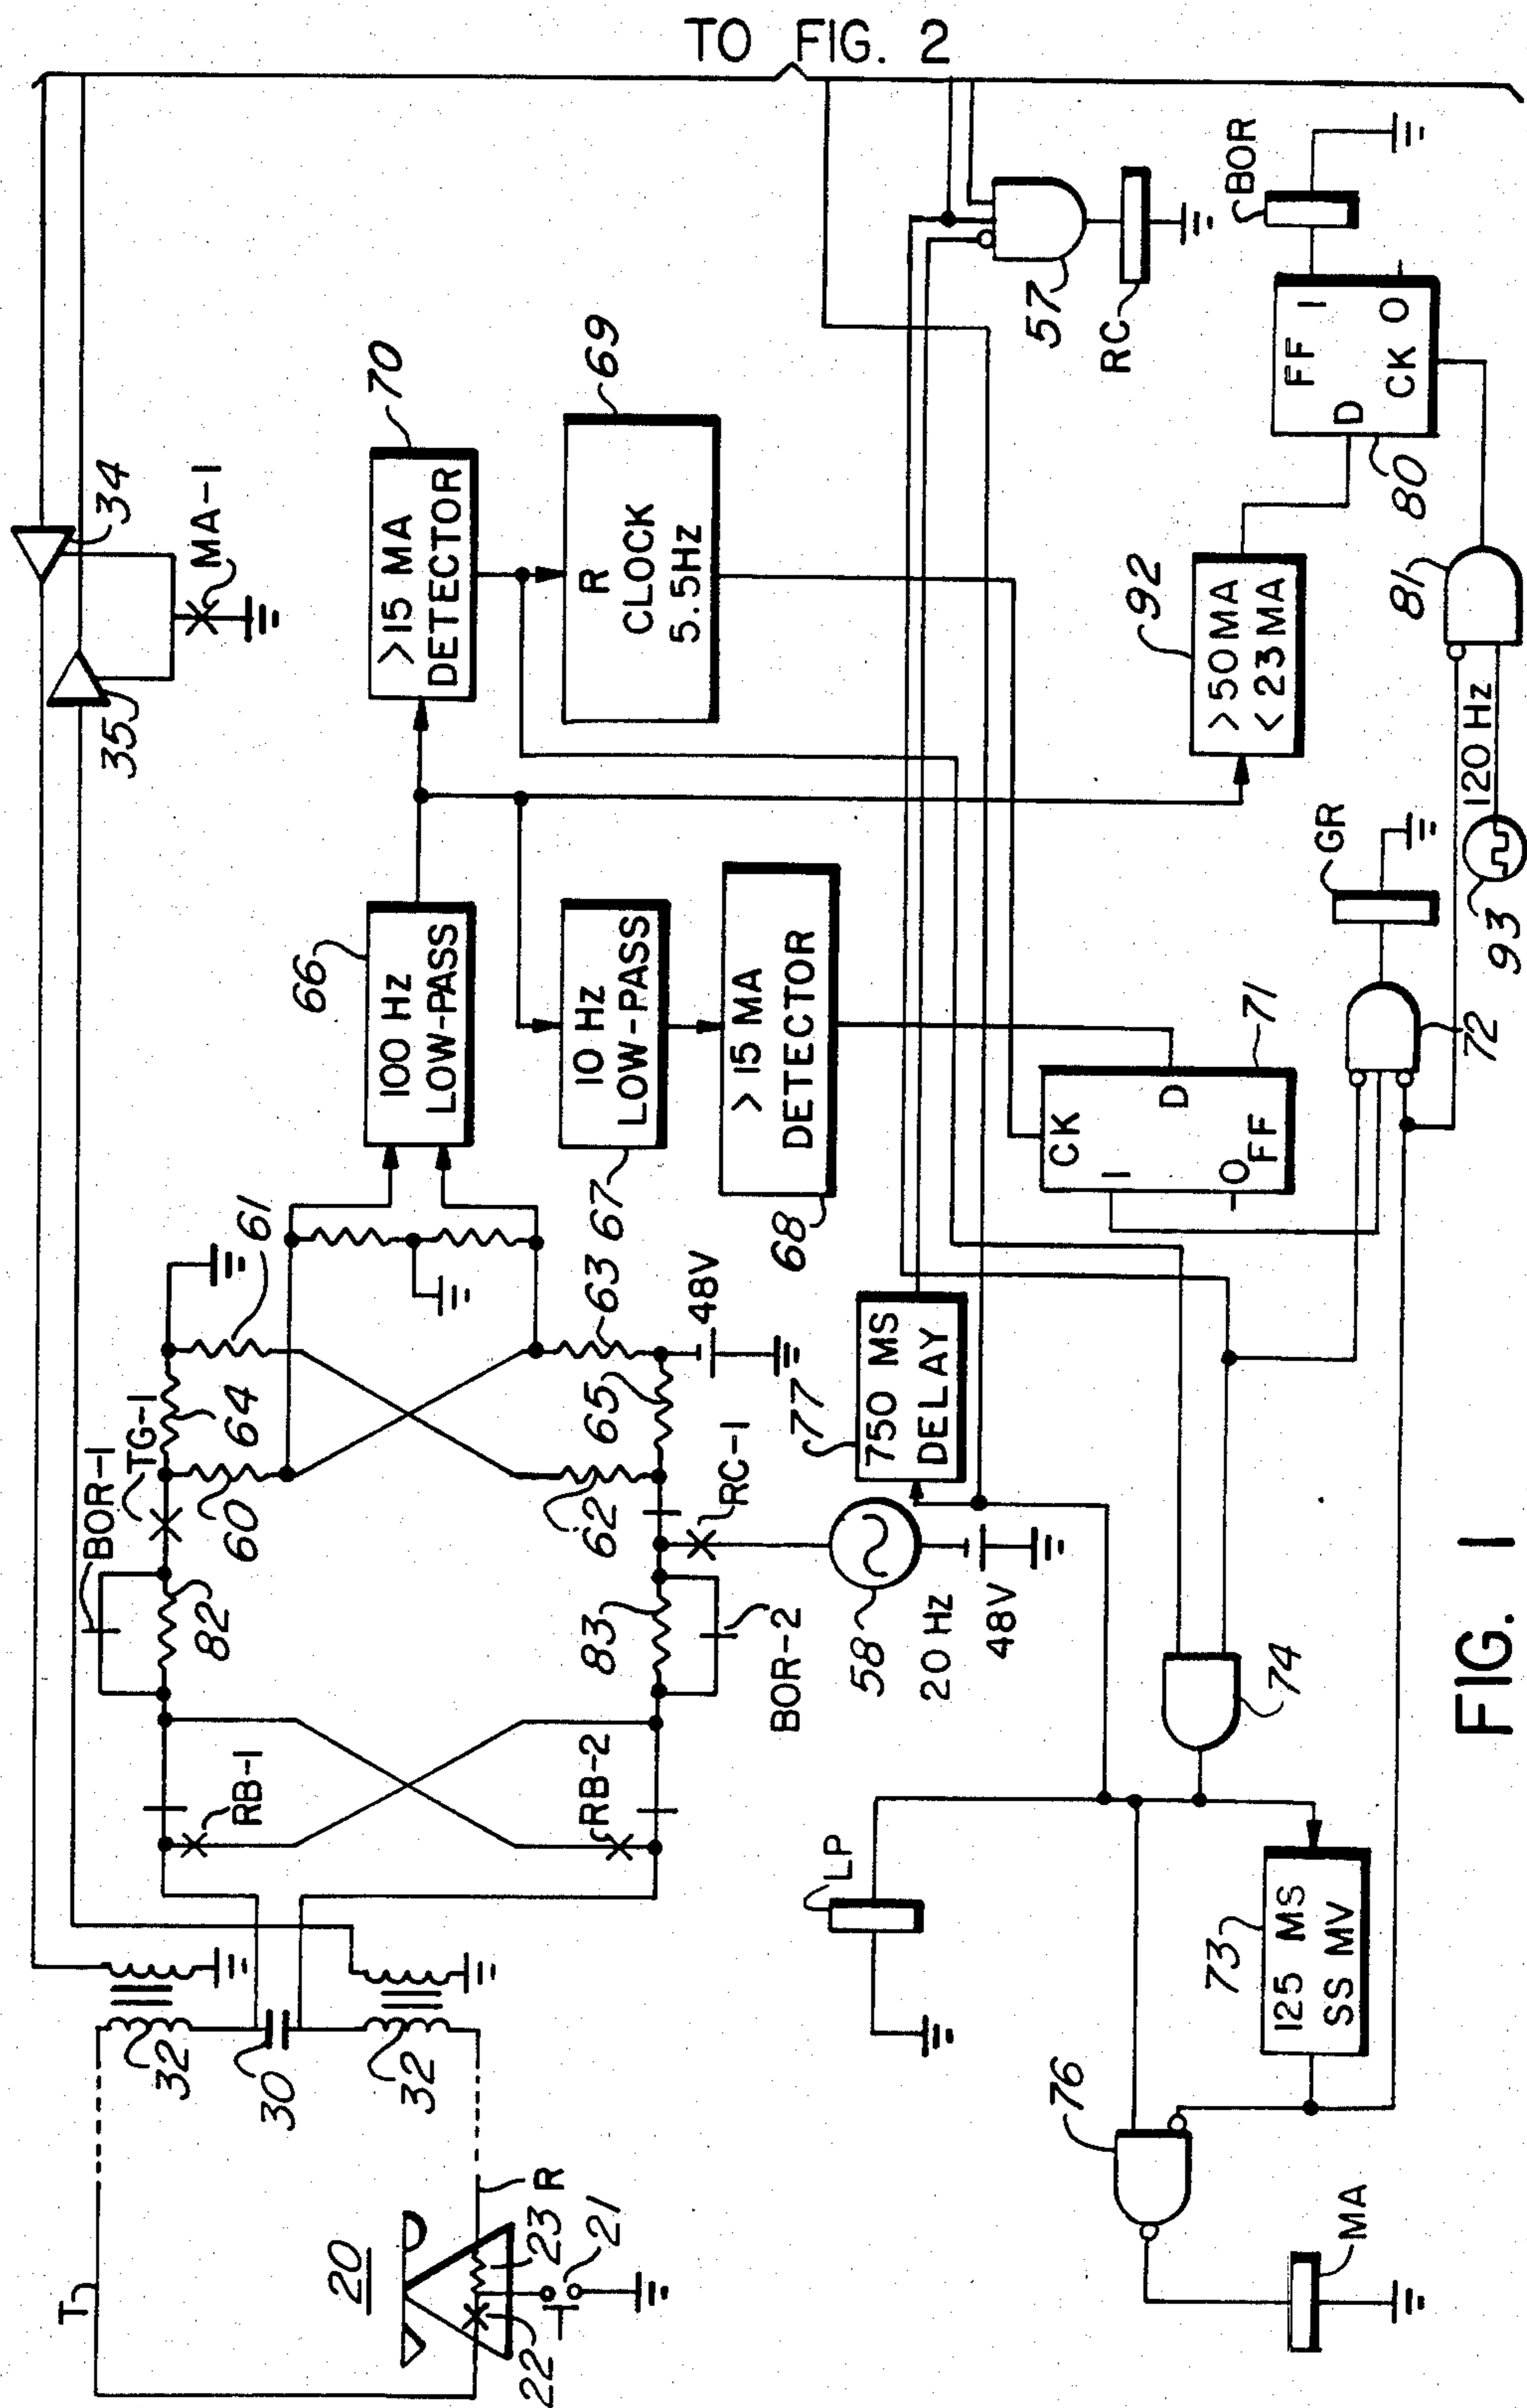 TO FIG. 2
34
MA-1
35
70
>15 MA
DETECTOR
69
R
CLOCK
5.5HZ
66
100 HZ
LOW-PASS
10 HZ
LOW-PASS
67
> 15 MA
DETECTOR
68
61
63
64
65
TG-1
BOR-1
60
62
RC-1
82
83
BOR-2
RB-1
RB-2
58
20 HZ
48V
48V
77
750 MS
DELAY
57
RC
BOR
FF
1
D
CK
0
80
81
92
>50MA
<23MA
120 HZ
93
GR
72
CK
1
D
0
FF
71
74
LP
73
125 MS
SS MV
76
MA
32
30
32
T
R
20
23
22
21
FIG. 1